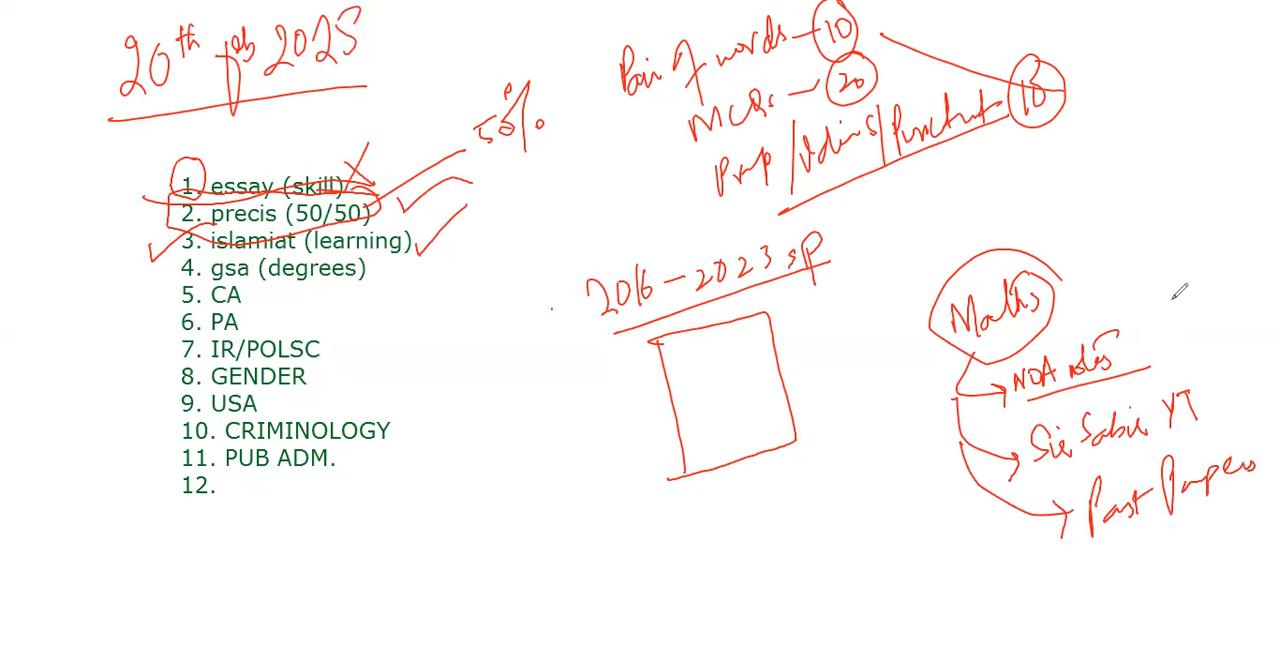 20th feb 2025
50%
1. essay (skill)
2. precis (50/50)
3. islamiat (learning)
4. gsa (degrees)
5. CA
6. PA
7. IR/POLSC
8. GENDER
9. USA
10. CRIMINOLOGY
11. PUB ADM.
12.
Pair of words - 10
MCQs - 20
Prep / Idioms / Punctuat 10
2016 - 2023 SP
Maths
NOA notes
Sir Sabir YT
Past Papers